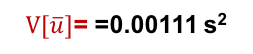 V[ū]= =0.00111 s²